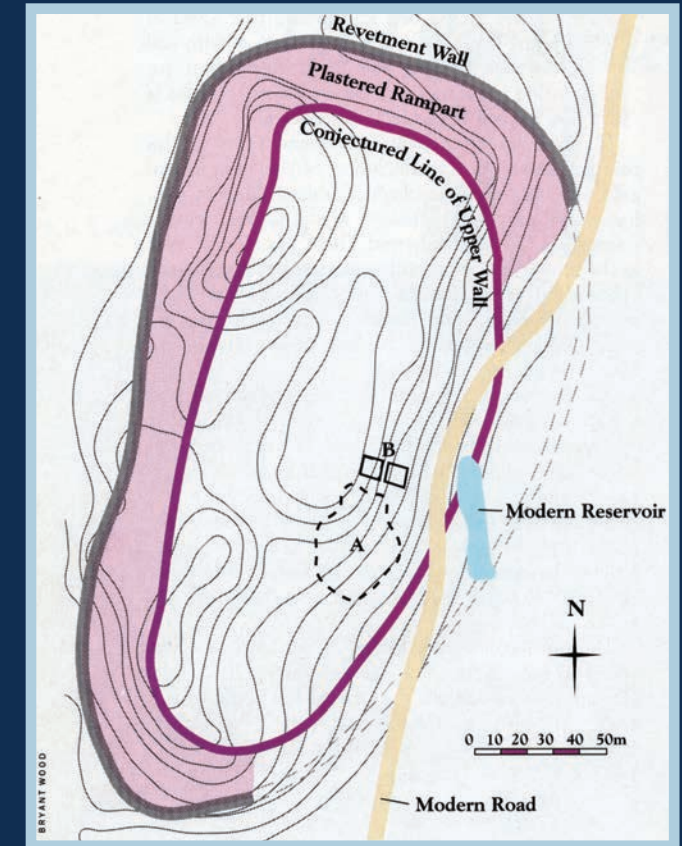 Revetment Wall
Plastered Rampart
Conjectured Line of Upper Wall
B
A
Modern Reservoir
N
0 10 20 30 40 50m
Modern Road
BRYANT WOOD